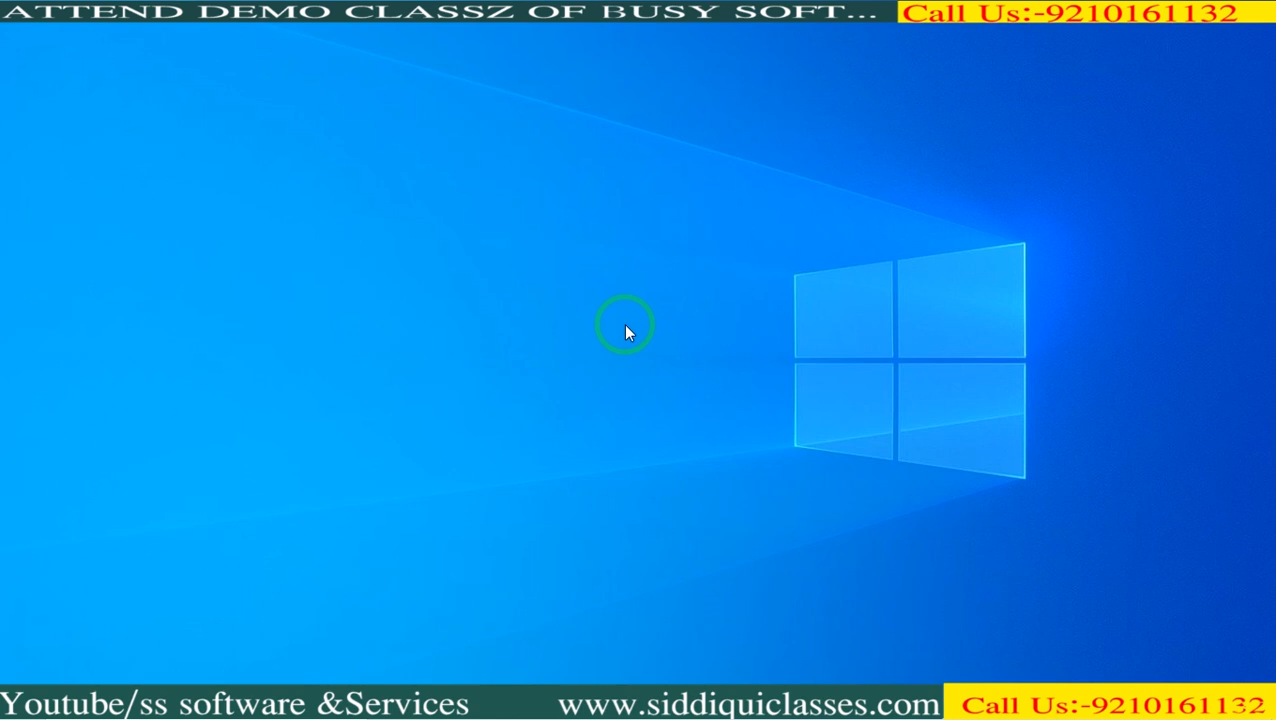 ATTEND DEMO CLASSZ OF BUSY SOFT... Call Us:-9210161132
Youtube/ss software &Services www.siddiquiclasses.com Call Us:-9210161132